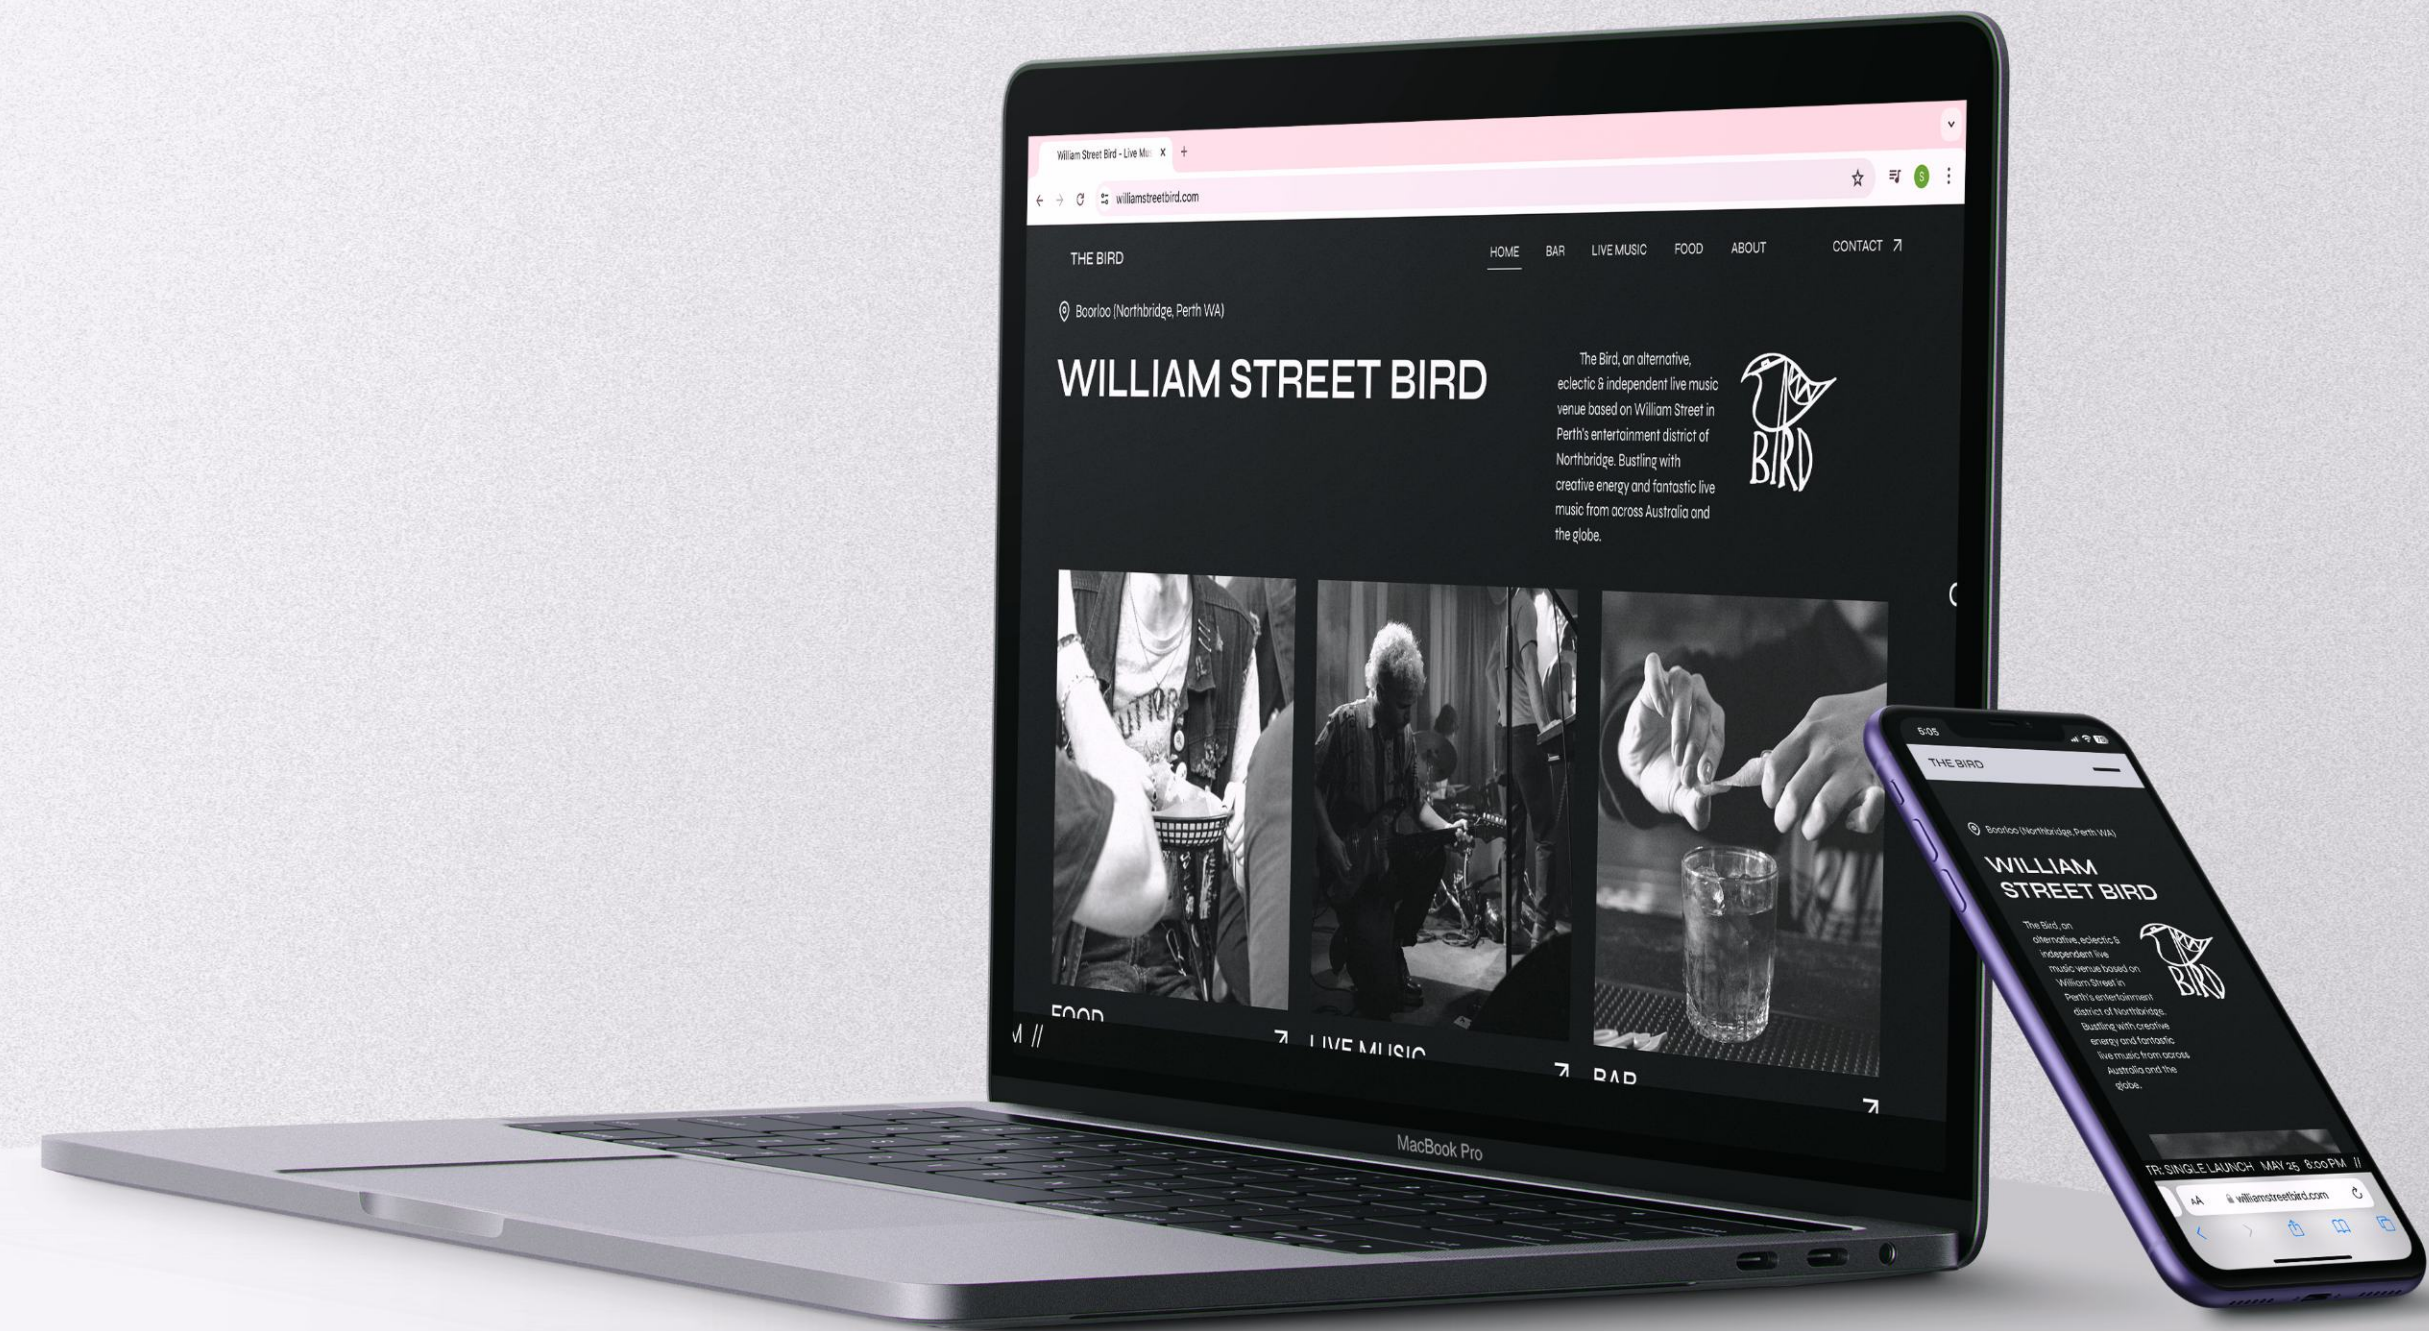 William Street Bird - Live Mu
williamstreetbird.com
S
THE BIRD
HOME BAR LIVE MUSIC FOOD ABOUT CONTACT
Boorloo (Northbridge, Perth WA)
WILLIAM STREET BIRD
The Bird, an alternative,
eclectic & independent live music
venue based on William Street in
Perth's entertainment district of
Northbridge. Bustling with
creative energy and fantastic live
music from across Australia and
the globe.
BIRD
FOOD
LIVE MUSIC
BAR
M //
MacBook Pro
5:05
THE BIRD
Boorloo (Northbridge, Perth WA)
WILLIAM
STREET BIRD
The Bird, an
alternative, eclectic &
independent live
music venue based on
William Street in
Perth's entertainment
district of Northbridge.
Bustling with creative
energy and fantastic
live music from across
Australia and the
globe.
BIRD
TR: SINGLE LAUNCH MAY 25 8:00 PM //
AA williamstreetbird.com